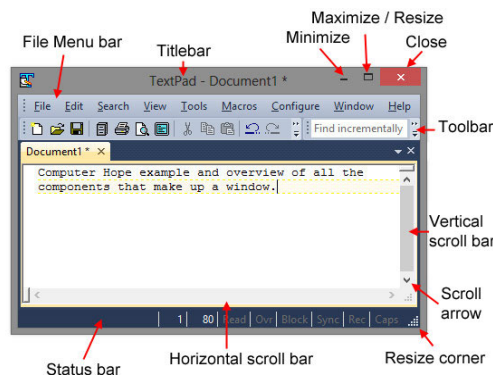 Maximize / Resize
File Menu bar
Titlebar
Minimize
Close
TextPad - Document1 *
File Edit Search View Tools Macros Configure Window Help
Find incrementally
Toolbar
Document1 *
Computer Hope example and overview of all the
components that make up a window.
Vertical
scroll bar
Scroll
arrow
1 80 Read Ovr Block Sync Rec Caps
Status bar
Horizontal scroll bar
Resize corner